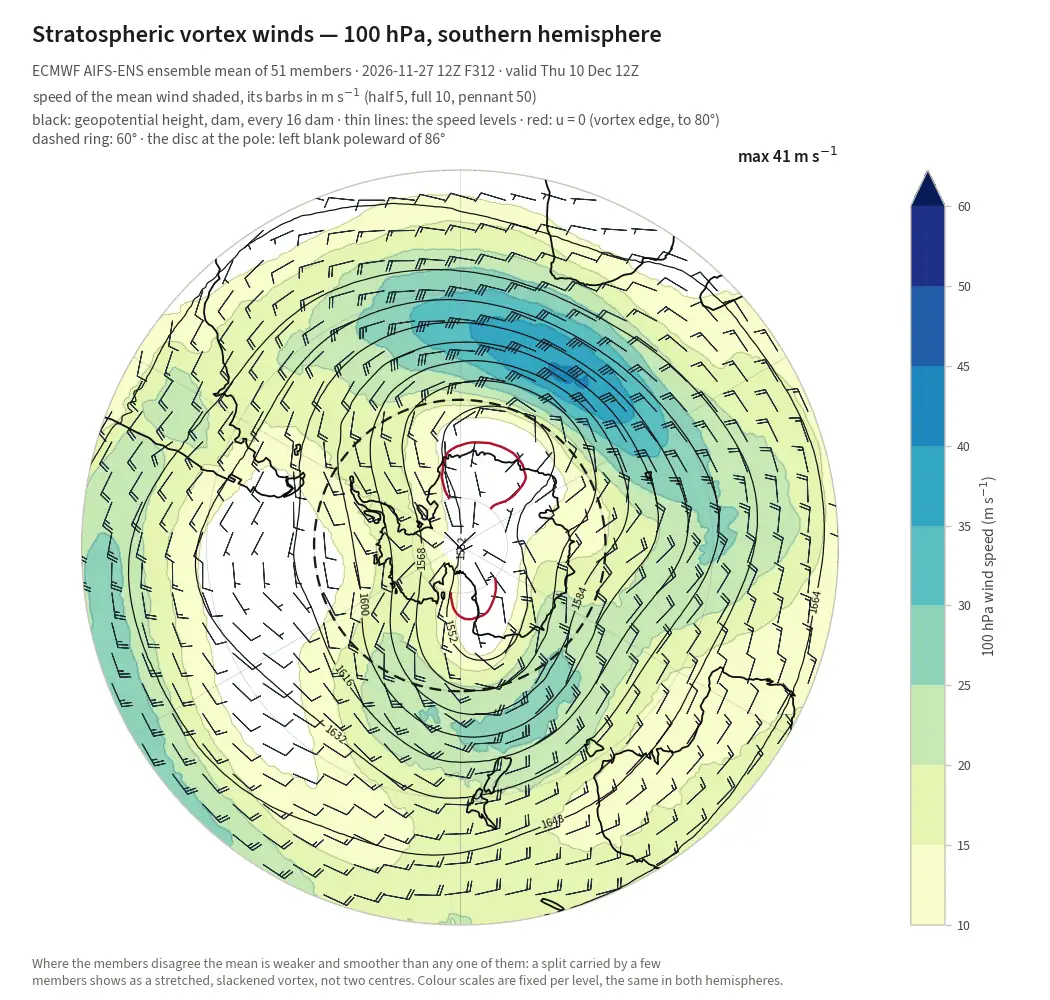 Stratospheric vortex winds — 100 hPa, southern hemisphere
ECMWF AIFS-ENS ensemble mean of 51 members · 2026-11-27 12Z F312 · valid Thu 10 Dec 12Z
speed of the mean wind shaded, its barbs in m s⁻¹ (half 5, full 10, pennant 50)
black: geopotential height, dam, every 16 dam · thin lines: the speed levels · red: u = 0 (vortex edge, to 80°)
dashed ring: 60° · the disc at the pole: left blank poleward of 86°
max 41 m s⁻¹
60
50
45
40
35
30
25
20
15
10
100 hPa wind speed (m s⁻¹)
1568
1600
1584
1664
1552
1616
1632
1648
Where the members disagree the mean is weaker and smoother than any one of them: a split carried by a few
members shows as a stretched, slackened vortex, not two centres. Colour scales are fixed per level, the same in both hemispheres.